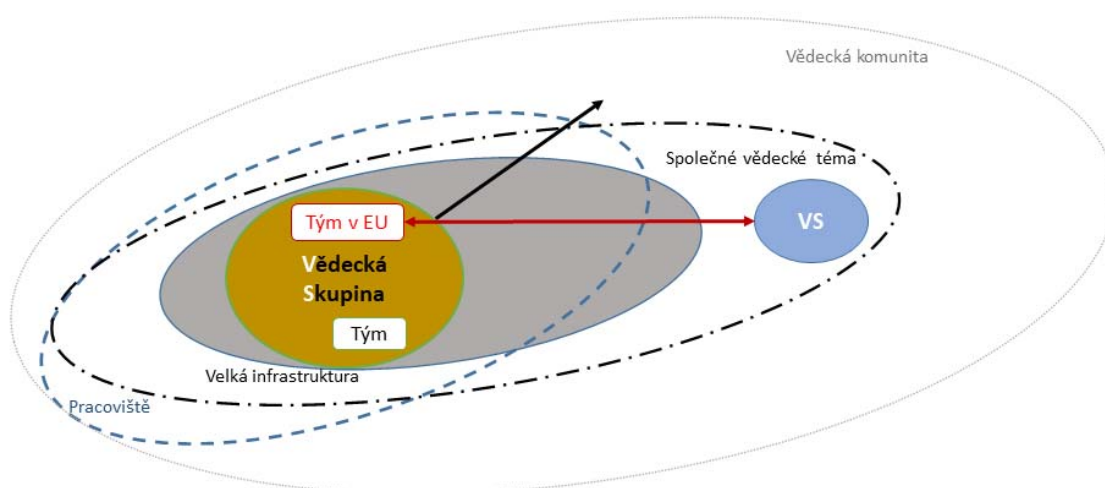 Vědecká komunita
Společné vědecké téma
Tým v EU
VS
Vědecká
Skupina
Tým
Velká infrastruktura
Pracoviště